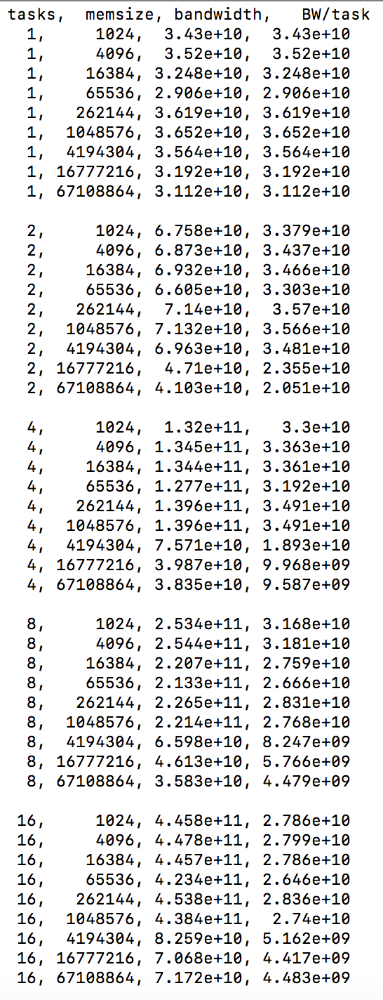 tasks,  memsize, bandwidth,   BW/task
  1,     1024,  3.43e+10,  3.43e+10
  1,     4096,  3.52e+10,  3.52e+10
  1,    16384, 3.248e+10, 3.248e+10
  1,    65536, 2.906e+10, 2.906e+10
  1,   262144, 3.619e+10, 3.619e+10
  1,  1048576, 3.652e+10, 3.652e+10
  1,  4194304, 3.564e+10, 3.564e+10
  1, 16777216, 3.192e+10, 3.192e+10
  1, 67108864, 3.112e+10, 3.112e+10

  2,     1024, 6.758e+10, 3.379e+10
  2,     4096, 6.873e+10, 3.437e+10
  2,    16384, 6.932e+10, 3.466e+10
  2,    65536, 6.605e+10, 3.303e+10
  2,   262144,  7.14e+10,  3.57e+10
  2,  1048576, 7.132e+10, 3.566e+10
  2,  4194304, 6.963e+10, 3.481e+10
  2, 16777216,  4.71e+10, 2.355e+10
  2, 67108864, 4.103e+10, 2.051e+10

  4,     1024,  1.32e+11,   3.3e+10
  4,     4096, 1.345e+11, 3.363e+10
  4,    16384, 1.344e+11, 3.361e+10
  4,    65536, 1.277e+11, 3.192e+10
  4,   262144, 1.396e+11, 3.491e+10
  4,  1048576, 1.396e+11, 3.491e+10
  4,  4194304, 7.571e+10, 1.893e+10
  4, 16777216, 3.987e+10, 9.968e+09
  4, 67108864, 3.835e+10, 9.587e+09

  8,     1024, 2.534e+11, 3.168e+10
  8,     4096, 2.544e+11, 3.181e+10
  8,    16384, 2.207e+11, 2.759e+10
  8,    65536, 2.133e+11, 2.666e+10
  8,   262144, 2.265e+11, 2.831e+10
  8,  1048576, 2.214e+11, 2.768e+10
  8,  4194304, 6.598e+10, 8.247e+09
  8, 16777216, 4.613e+10, 5.766e+09
  8, 67108864, 3.583e+10, 4.479e+09

 16,     1024, 4.458e+11, 2.786e+10
 16,     4096, 4.478e+11, 2.799e+10
 16,    16384, 4.457e+11, 2.786e+10
 16,    65536, 4.234e+11, 2.646e+10
 16,   262144, 4.538e+11, 2.836e+10
 16,  1048576, 4.384e+11,  2.74e+10
 16,  4194304, 8.259e+10, 5.162e+09
 16, 16777216, 7.068e+10, 4.417e+09
 16, 67108864, 7.172e+10, 4.483e+09